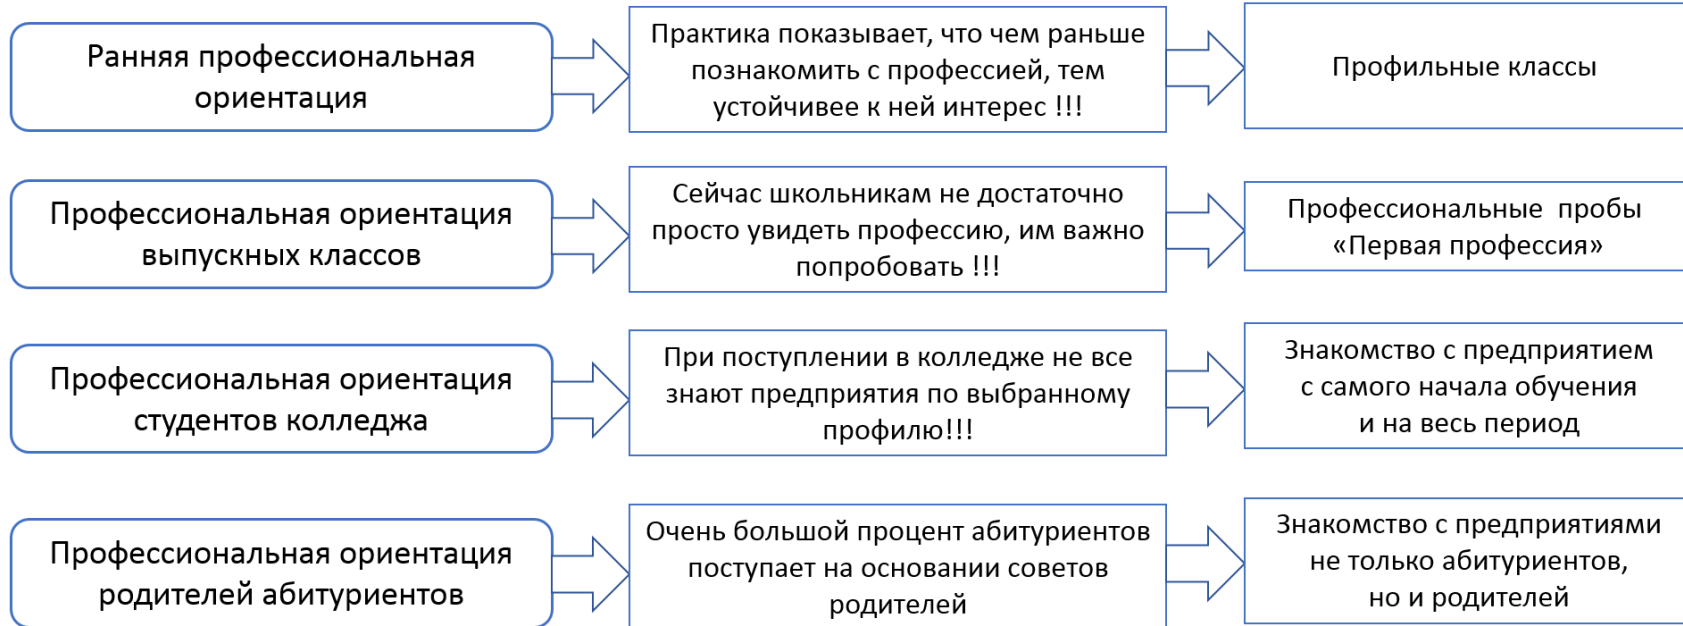 Ранняя профессиональная
ориентация
Практика показывает, что чем раньше
познакомить с профессией, тем
устойчивее к ней интерес !!!
Профильные классы
Профессиональная ориентация
выпускных классов
Сейчас школьникам не достаточно
просто увидеть профессию, им важно
попробовать !!!
Профессиональные пробы
«Первая профессия»
Профессиональная ориентация
студентов колледжа
При поступлении в колледже не все
знают предприятия по выбранному
профилю!!!
Знакомство с предприятием
с самого начала обучения
и на весь период
Профессиональная ориентация
родителей абитуриентов
Очень большой процент абитуриентов
поступает на основании советов
родителей
Знакомство с предприятиями
не только абитуриентов,
но и родителей